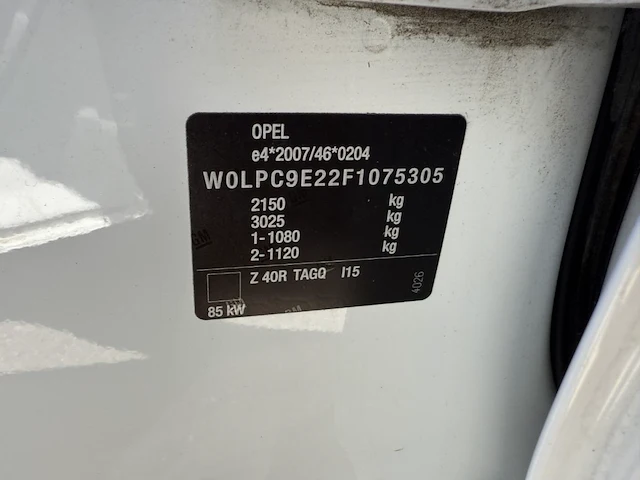 OPEL
e4*2007/46*0204
W0LPC9E22F1075305
2150 kg
3025 kg
1-1080 kg
2-1120 kg
Z 40R TAGQ I15
85 kW
4026